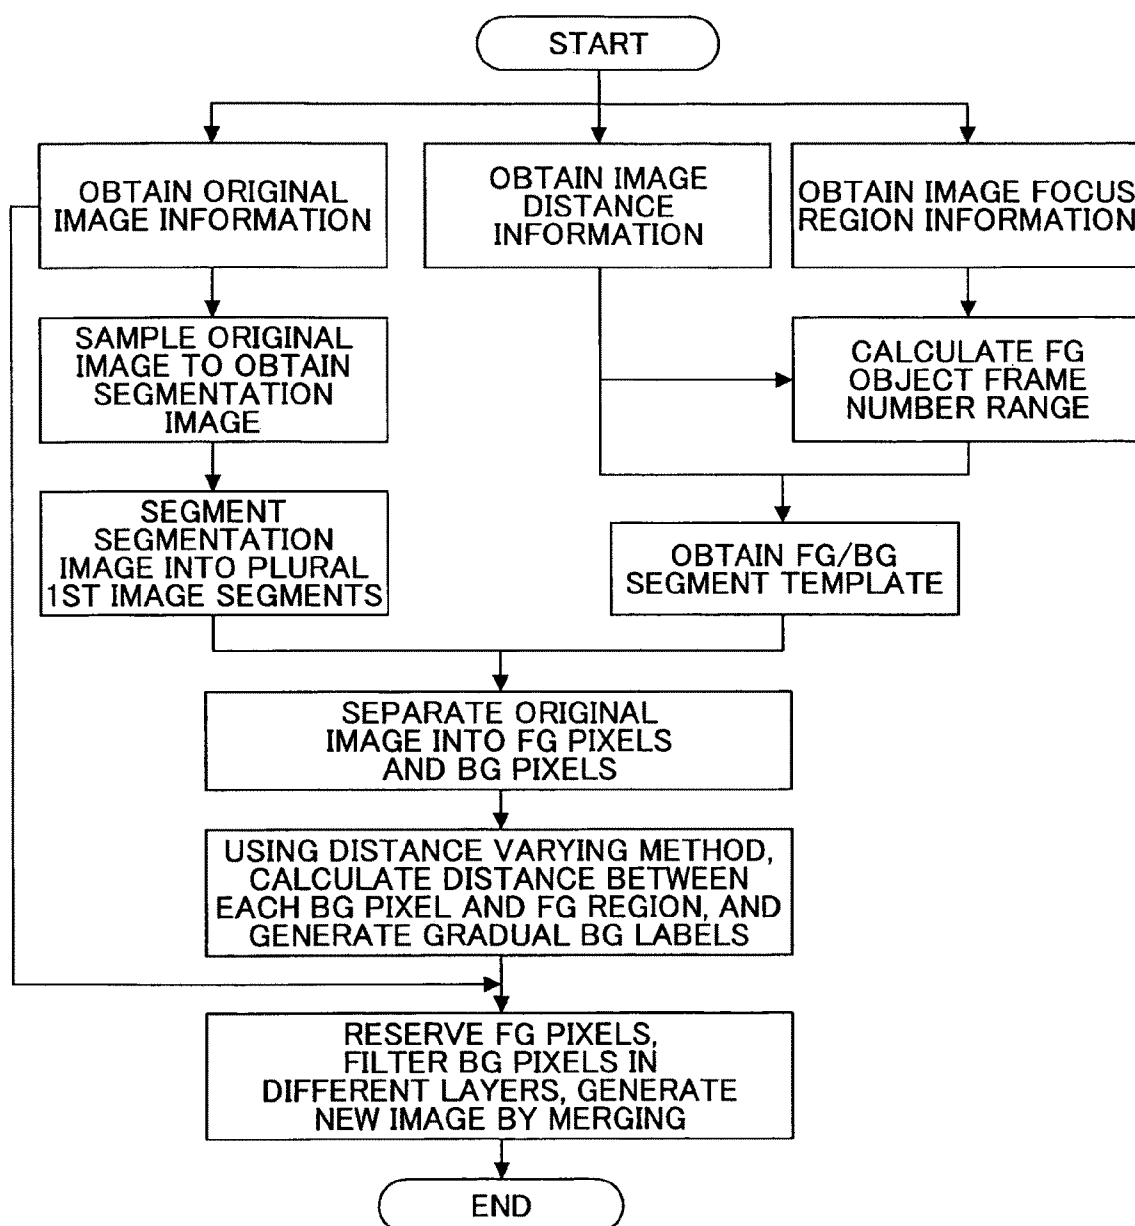 START
OBTAIN ORIGINAL
IMAGE INFORMATION
OBTAIN IMAGE
DISTANCE
INFORMATION
OBTAIN IMAGE FOCUS
REGION INFORMATION
SAMPLE ORIGINAL
IMAGE TO OBTAIN
SEGMENTATION
IMAGE
CALCULATE FG
OBJECT FRAME
NUMBER RANGE
SEGMENT
SEGMENTATION
IMAGE INTO PLURAL
1ST IMAGE SEGMENTS
OBTAIN FG/BG
SEGMENT TEMPLATE
SEPARATE ORIGINAL
IMAGE INTO FG PIXELS
AND BG PIXELS
USING DISTANCE VARYING METHOD,
CALCULATE DISTANCE BETWEEN
EACH BG PIXEL AND FG REGION, AND
GENERATE GRADUAL BG LABELS
RESERVE FG PIXELS,
FILTER BG PIXELS IN
DIFFERENT LAYERS, GENERATE
NEW IMAGE BY MERGING
END